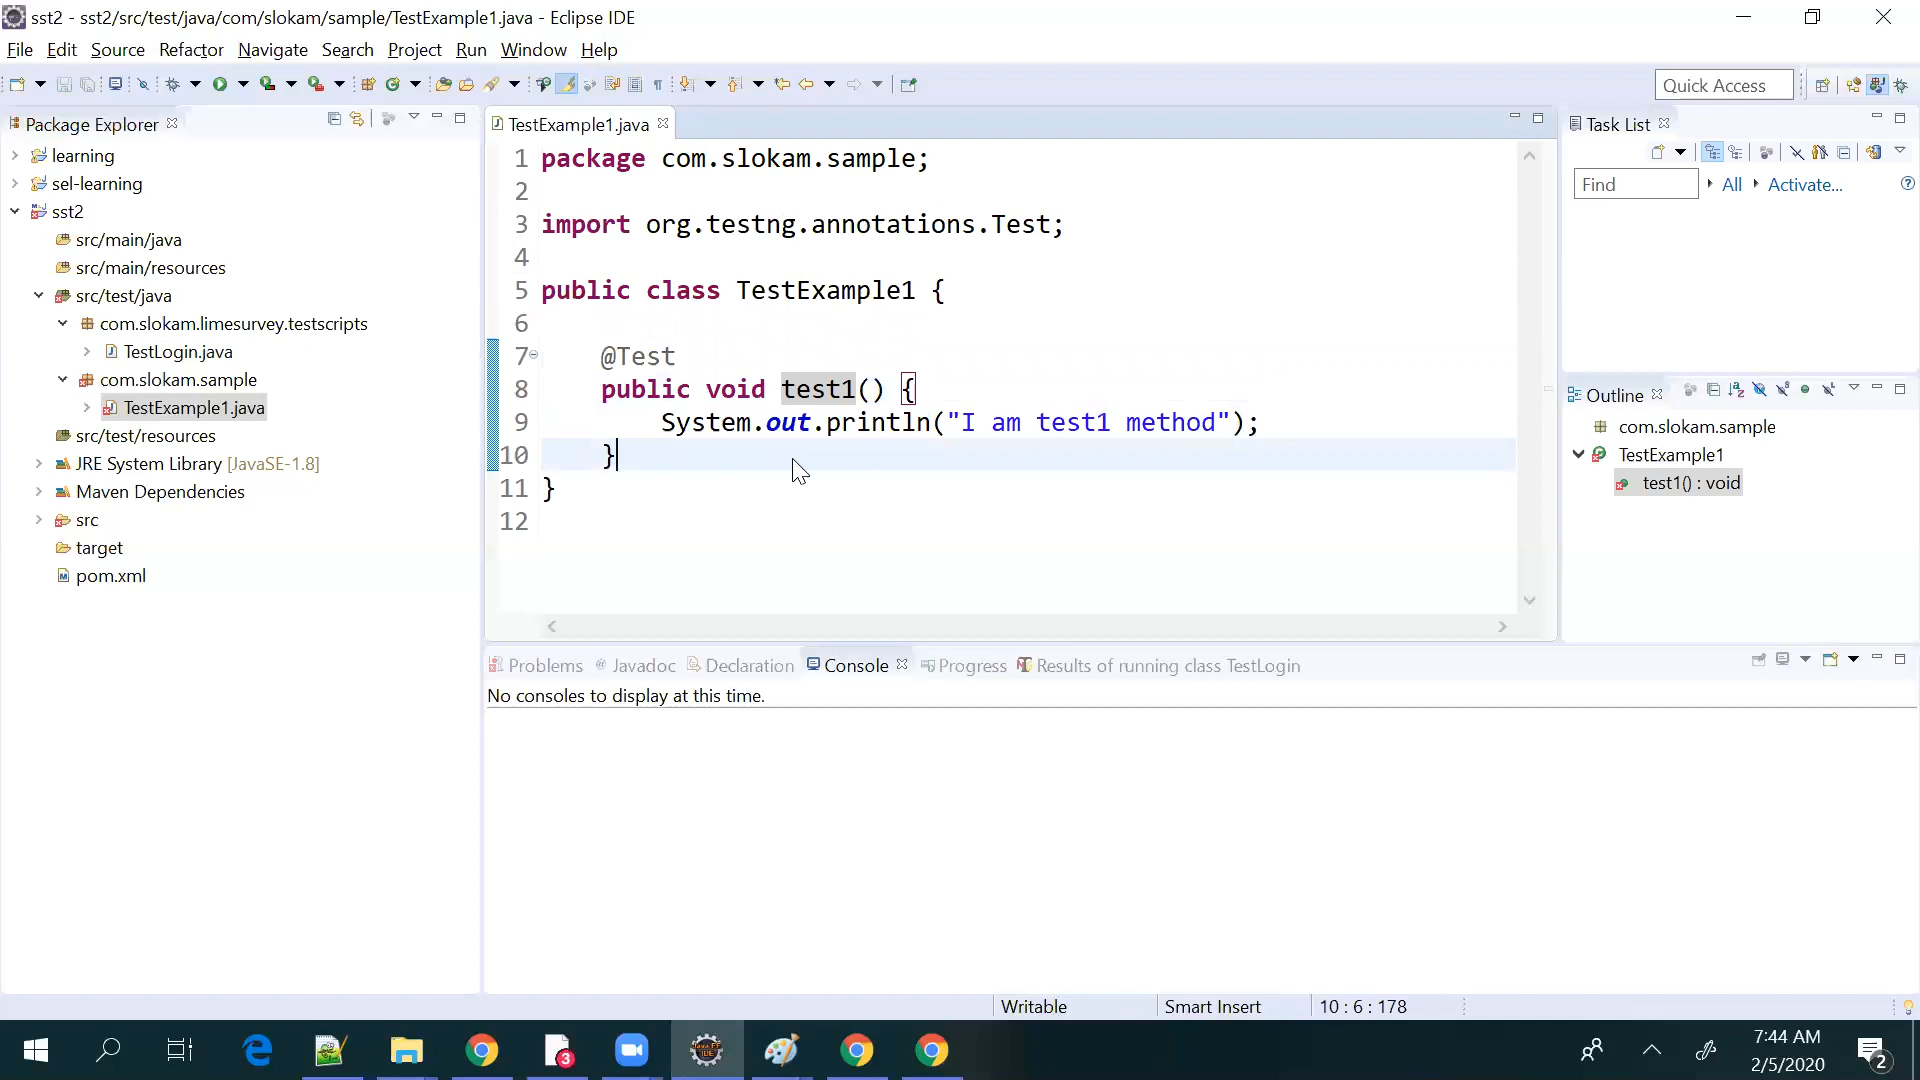 sst2 - sst2/src/test/java/com/slokam/sample/TestExample1.java - Eclipse IDE
File Edit Source Refactor Navigate Search Project Run Window Help
Quick Access
Package Explorer
learning
sel-learning
sst2
src/main/java
src/main/resources
src/test/java
com.slokam.limesurvey.testscripts
TestLogin.java
com.slokam.sample
TestExample1.java
src/test/resources
JRE System Library [JavaSE-1.8]
Maven Dependencies
src
target
pom.xml
TestExample1.java
1 package com.slokam.sample;
2
3 import org.testng.annotations.Test;
4
5 public class TestExample1 {
6
7 @Test
8 public void test1() {
9 System.out.println("I am test1 method");
10 }
11 }
12
Task List
Find All Activate...
Outline
com.slokam.sample
TestExample1
test1() : void
Problems @ Javadoc Declaration Console Progress Results of running class TestLogin
No consoles to display at this time.
Writable Smart Insert 10 : 6 : 178
3
7:44 AM
2/5/2020
2